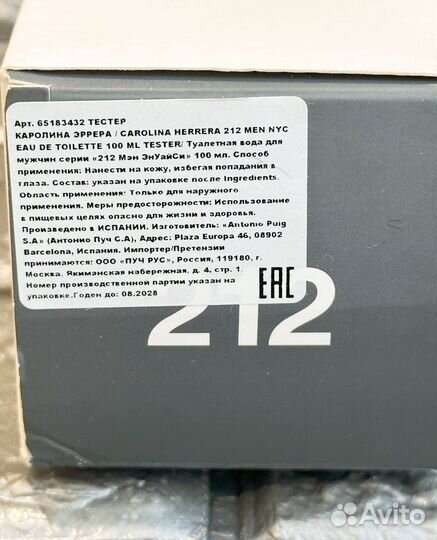 Арт. 65183432 ТЕСТЕР
КАРОЛИНА ЭРРЕРА / CAROLINA HERRERA 212 MEN NYC
EAU DE TOILETTE 100 ML TESTER/ Туалетная вода для
мужчин серии «212 Мэн ЭнУайСи» 100 мл. Способ
применения: Нанести на кожу, избегая попадания в
глаза. Состав: указан на упаковке после Ingredients.
Область применения: Только для наружного
применения. Меры предосторожности: Использование
в пищевых целях опасно для жизни и здоровья.
Произведено в ИСПАНИИ. Изготовитель: «Antonio Puig
S.A» (Антонио Пуч С.А), Адрес: Plaza Europa 46, 08902
Barcelona, Испания. Импортер/Претензии
принимаются: ООО «ПУЧ РУС», Россия, 119180, г.
Москва. Якиманская набережная, д. 4, стр. 1
Номер производственной партии указан на
упаковке.Годен до: 08.2028
EAC
212
Avito